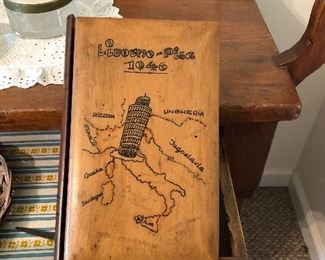 Livorno-Pisa
1946
SVIZZERA UNGHERIA
Jugoslavia
Corsica
Sardegna